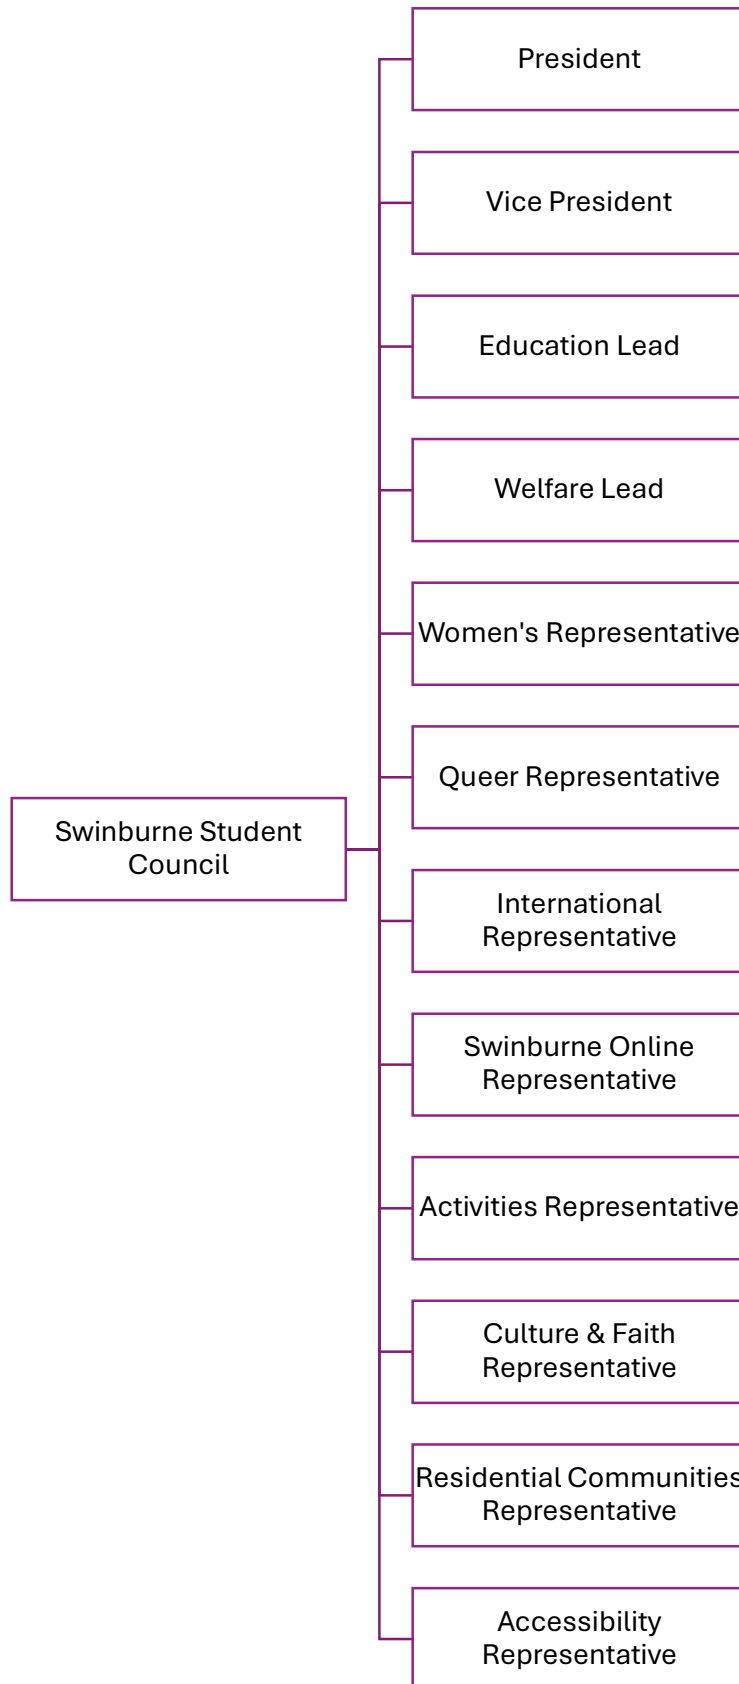 President
Vice President
Education Lead
Welfare Lead
Women's Representative
Queer Representative
Swinburne Student
Council
International
Representative
Swinburne Online
Representative
Activities Representative
Culture & Faith
Representative
Residential Communities
Representative
Accessibility
Representative